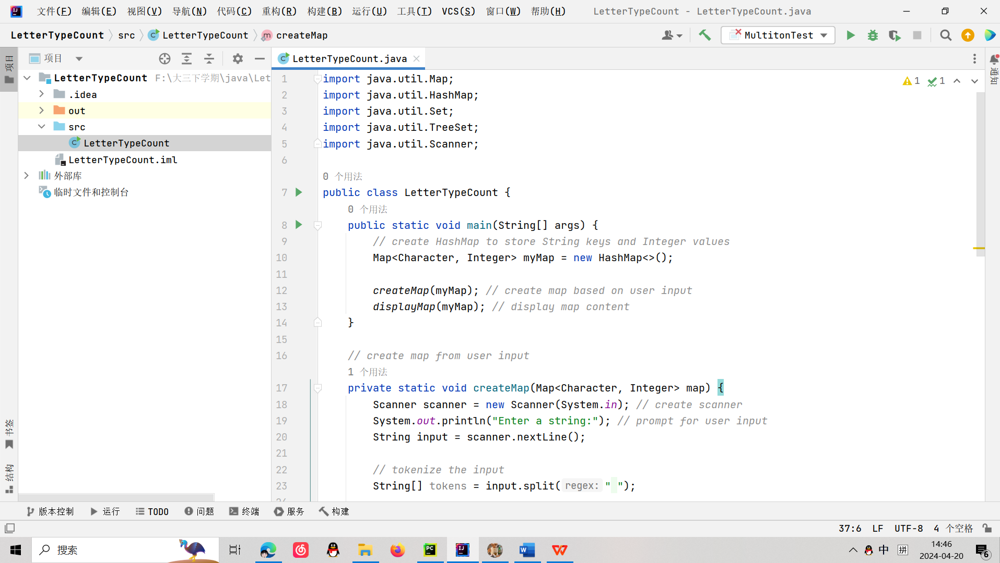 文件(F) 编辑(E) 视图(V) 导航(N) 代码(C) 重构(R) 构建(B) 运行(U) 工具(T) VCS(S) 窗口(W) 帮助(H) LetterTypeCount - LetterTypeCount.java
LetterTypeCount src LetterTypeCount createMap MultitonTest
项目
项目
LetterTypeCount F:\大三下学期\java\Let
.idea
out
src
LetterTypeCount
LetterTypeCount.iml
外部库
临时文件和控制台
书签
结构
LetterTypeCount.java
1 1
通知
1 import java.util.Map;
2 import java.util.HashMap;
3 import java.util.Set;
4 import java.util.TreeSet;
5 import java.util.Scanner;
6
0 个用法
7 public class LetterTypeCount {
0 个用法
8 public static void main(String[] args) {
9 // create HashMap to store String keys and Integer values
10 Map<Character, Integer> myMap = new HashMap<>();
11
12 createMap(myMap); // create map based on user input
13 displayMap(myMap); // display map content
14 }
15
16 // create map from user input
1 个用法
17 private static void createMap(Map<Character, Integer> map) {
18 Scanner scanner = new Scanner(System.in); // create scanner
19 System.out.println("Enter a string:"); // prompt for user input
20 String input = scanner.nextLine();
21
22 // tokenize the input
23 String[] tokens = input.split( regex: " ");
版本控制 运行 TODO 问题 终端 服务 构建
37:6 LF UTF-8 4 个空格
搜索
中 拼
14:46
2024-04-20
6